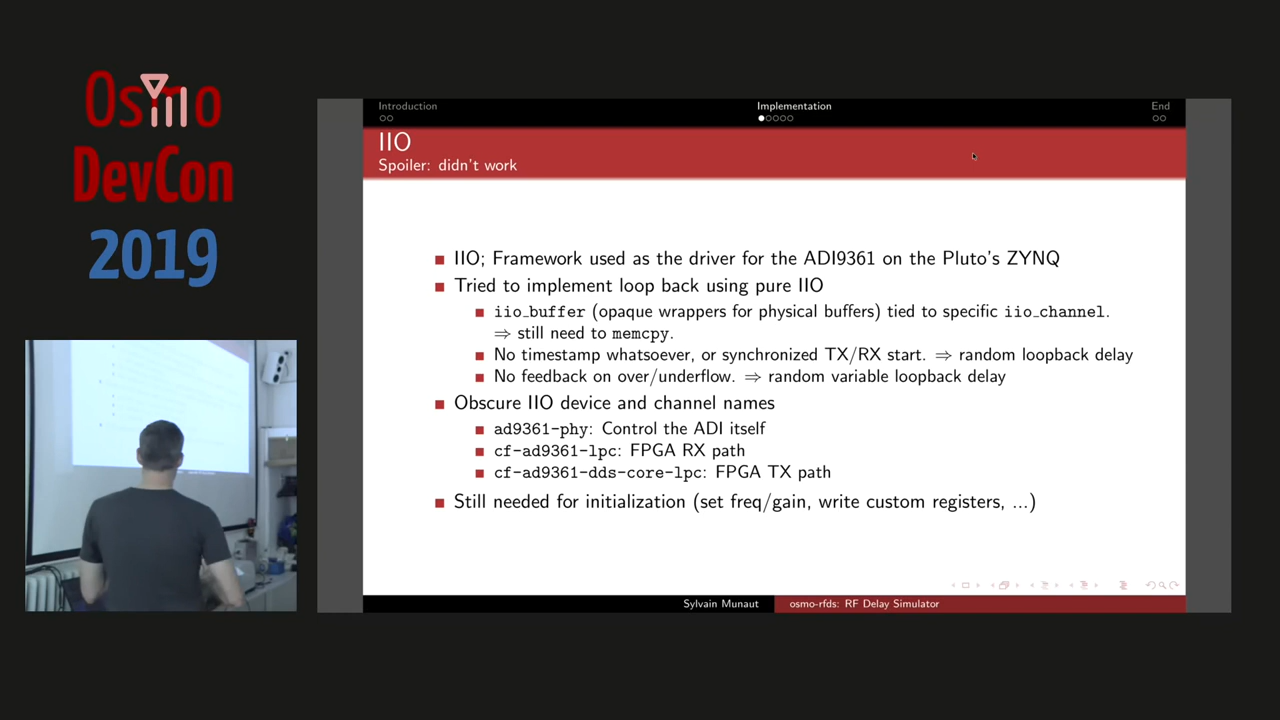 Osmo
DevCon
2019
Introduction
Implementation
End
IIO
Spoiler: didn't work
IIO; Framework used as the driver for the ADI9361 on the Pluto's ZYNQ
Tried to implement loop back using pure IIO
iio_buffer (opaque wrappers for physical buffers) tied to specific iio_channel.
⇒ still need to memcpy.
No timestamp whatsoever, or synchronized TX/RX start. ⇒ random loopback delay
No feedback on over/underflow. ⇒ random variable loopback delay
Obscure IIO device and channel names
ad9361-phy: Control the ADI itself
cf-ad9361-lpc: FPGA RX path
cf-ad9361-dds-core-lpc: FPGA TX path
Still needed for initialization (set freq/gain, write custom registers, ...)
Sylvain Munaut
osmo-rfds: RF Delay Simulator